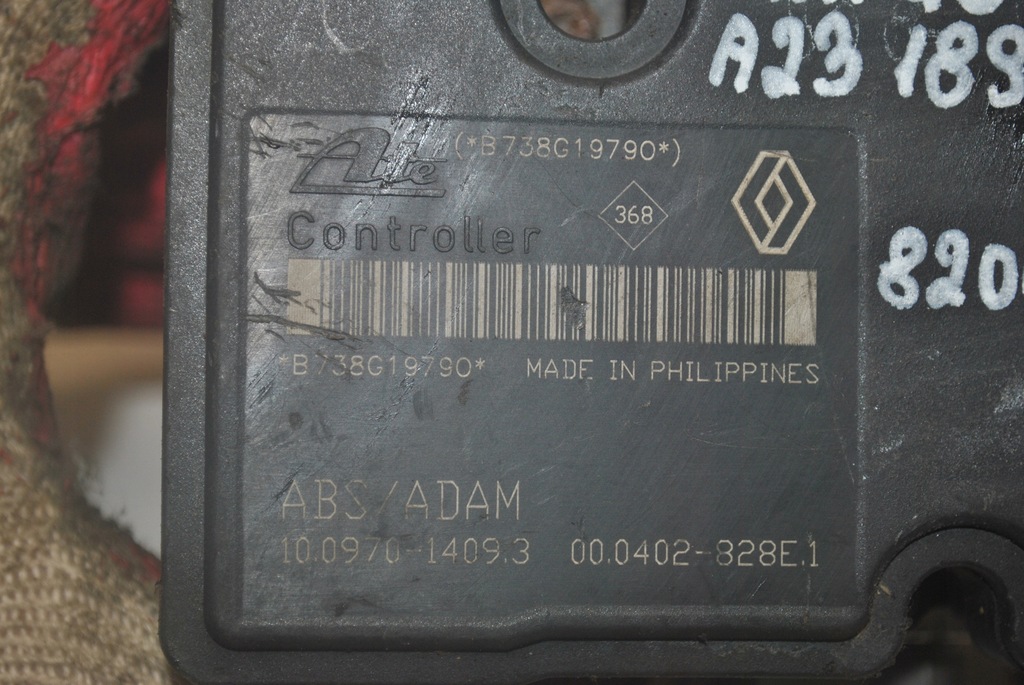 A23 189
Ate (*B738G19790*)
368
Controller
820
*B738G19790* MADE IN PHILIPPINES
ABS/ADAM
10.0970-1409.3 00.0402-828E.1